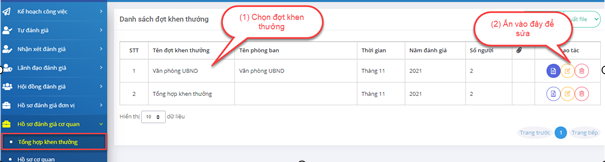 Kế hoạch công việc
Tự đánh giá
Nhận xét đánh giá
Lãnh đạo đánh giá
Hội đồng đánh giá
Hồ sơ đánh giá đơn vị
Hồ sơ đánh giá cơ quan
Tổng hợp khen thưởng
Hồ sơ cơ quan
Danh sách đợt khen thưởng
(1) Chọn đợt khen
thưởng
(2) Ấn vào đây để
sửa
uất file
STT Tên đợt khen thưởng Tên phòng ban Thời gian Năm đánh giá Số người ao tác
1 Văn phòng UBND Văn phòng UBND Tháng 11 2021 2
2 Tổng hợp khen thưởng Tháng 11 2021 2
Hiển thị 10 dữ liệu
Trang trước 1 Trang tiếp